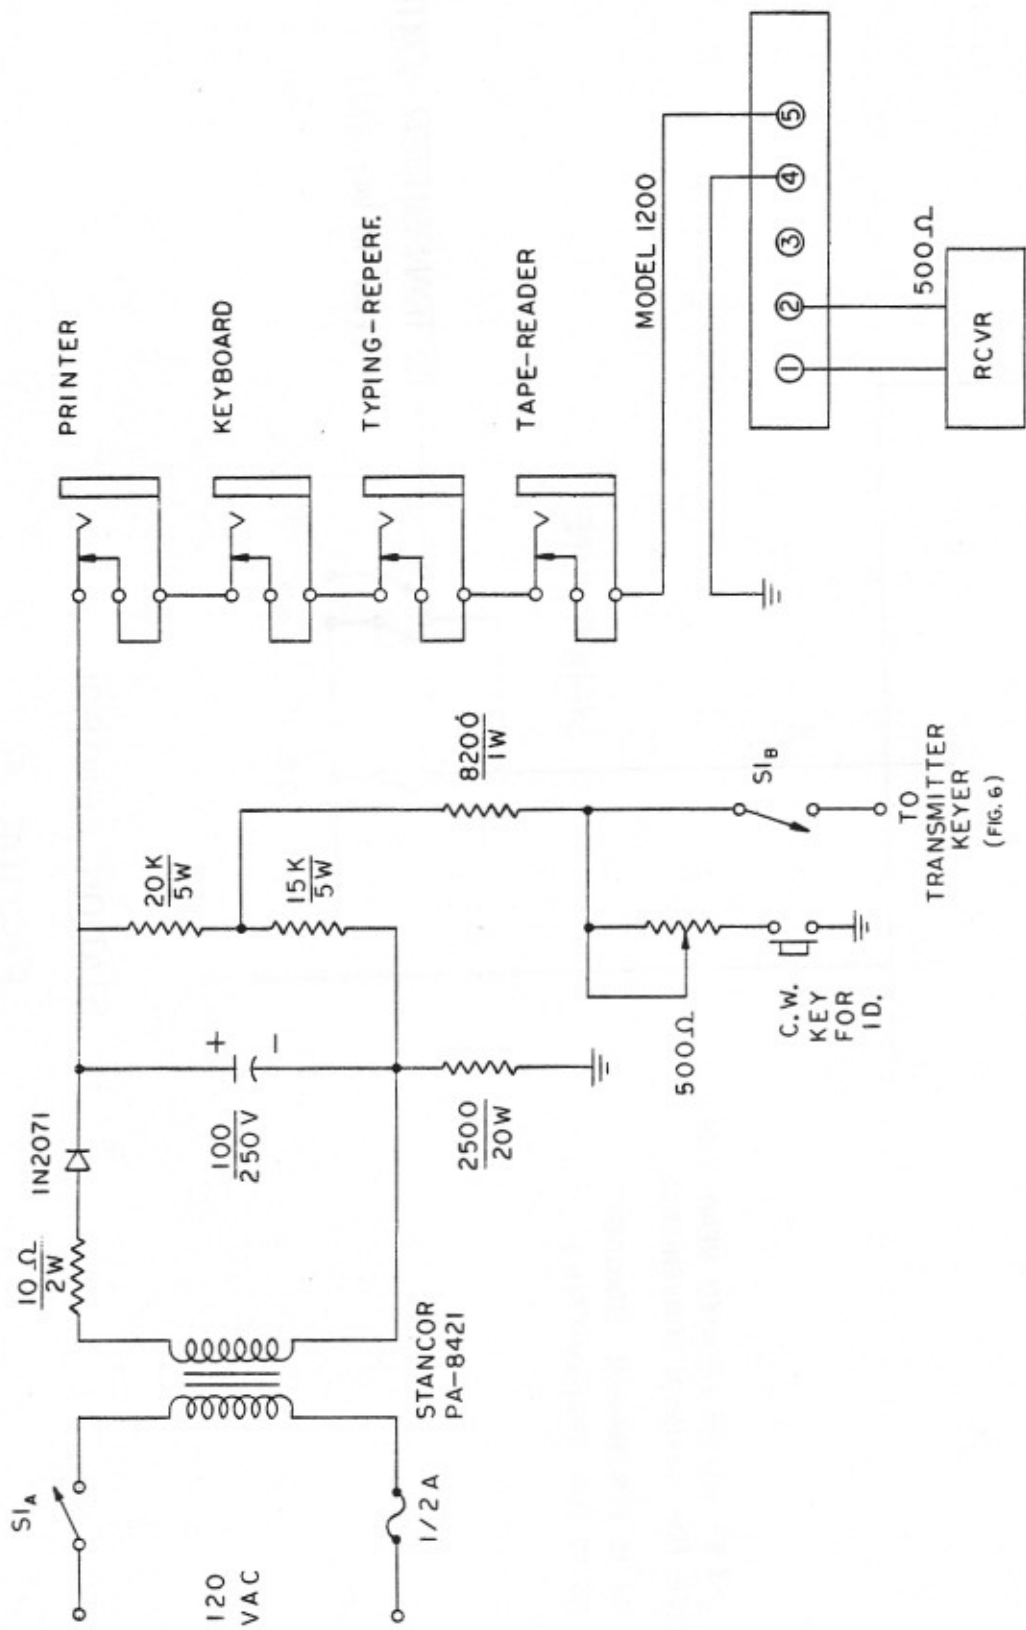 S1A
120
VAC
1/2 A
STANCOR
PA-8421
10Ω
2W
1N2071
100
250V
+
−
2500
20W
20K
5W
15K
5W
8200
1W
500Ω
C.W.
KEY
FOR
ID.
S1B
TO
TRANSMITTER
KEYER
(FIG. 6)
PRINTER
KEYBOARD
TYPING-REPERF.
TAPE-READER
MODEL 1200
1
2
3
4
5
500Ω
RCVR